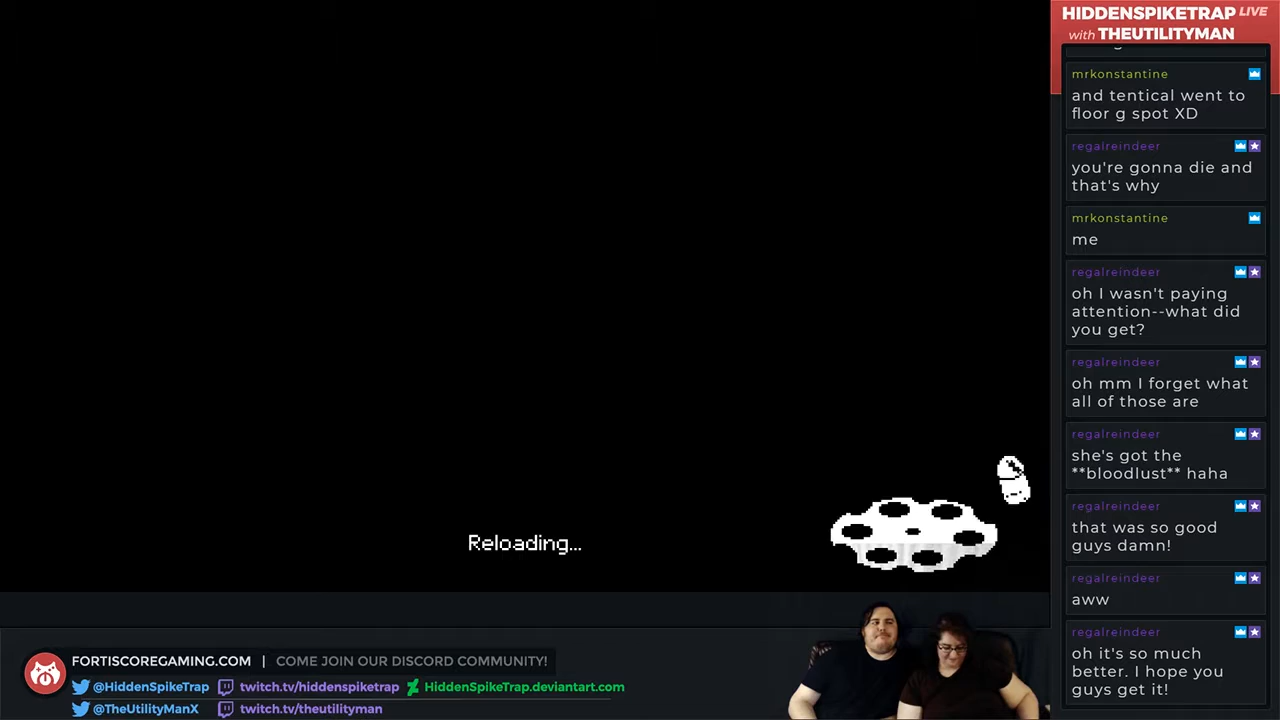 HIDDENSPIKETRAP LIVE
with THEUTILITYMAN
mrkonstantine
and tentical went to
floor g spot XD
regalreindeer
you're gonna die and
that's why
mrkonstantine
me
regalreindeer
oh I wasn't paying
attention--what did
you get?
regalreindeer
oh mm I forget what
all of those are
regalreindeer
she's got the
**bloodlust** haha
regalreindeer
that was so good
guys damn!
regalreindeer
aww
regalreindeer
oh it's so much
better. I hope you
guys get it!
Reloading...
FORTISCOREGAMING.COM | COME JOIN OUR DISCORD COMMUNITY!
@HiddenSpikeTrap twitch.tv/hiddenspiketrap HiddenSpikeTrap.deviantart.com
@TheUtilityManX twitch.tv/theutilityman